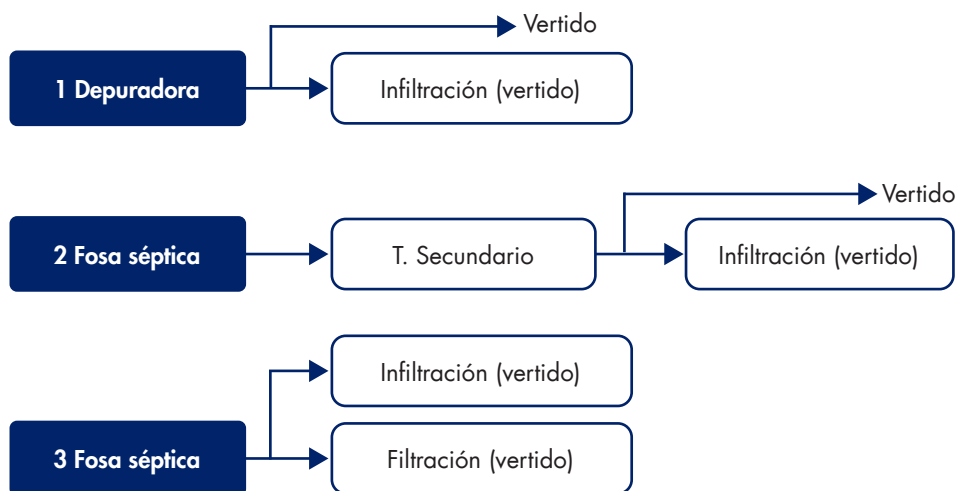 Vertido
1 Depuradora
Infiltración (vertido)
Vertido
2 Fosa séptica
T. Secundario
Infiltración (vertido)
Infiltración (vertido)
3 Fosa séptica
Filtración (vertido)